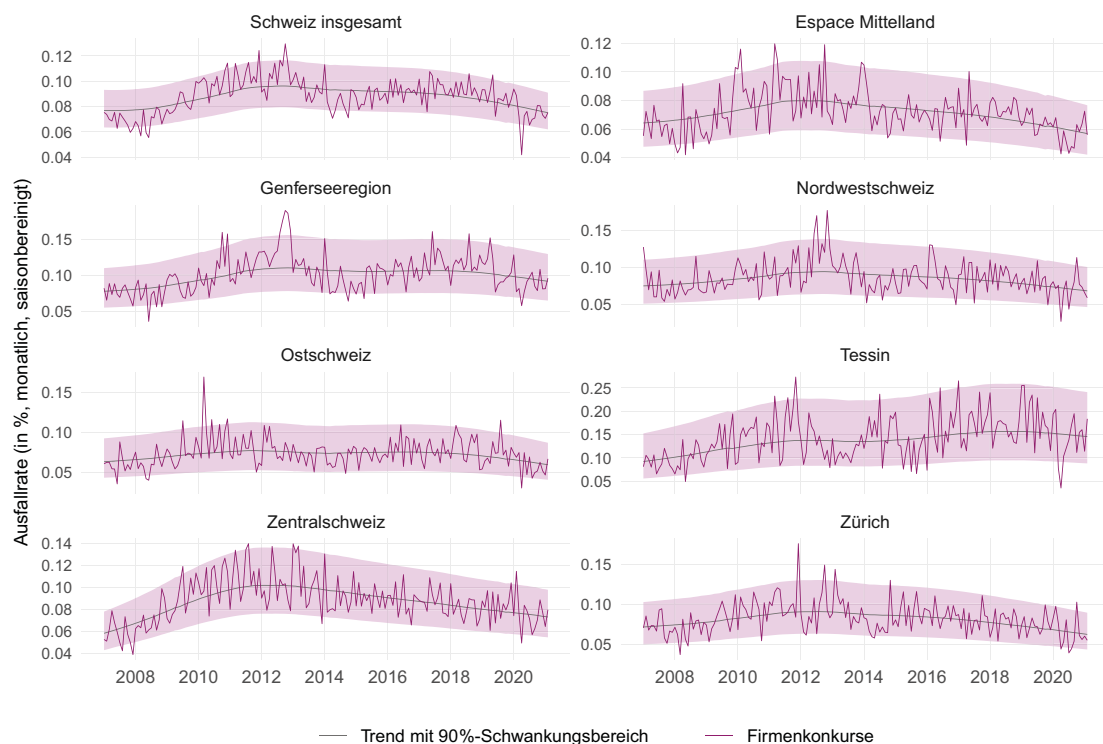 Schweiz insgesamt
Espace Mittelland
0.12
0.10
0.08
0.06
0.04
0.12
0.10
0.08
0.06
0.04
Genferseeregion
Nordwestschweiz
0.15
0.10
0.05
0.15
0.10
0.05
Ostschweiz
Tessin
0.15
0.10
0.05
0.25
0.20
0.15
0.10
0.05
Zentralschweiz
Zürich
0.14
0.12
0.10
0.08
0.06
0.04
0.15
0.10
0.05
2008 2010 2012 2014 2016 2018 2020
2008 2010 2012 2014 2016 2018 2020
Ausfallrate (in %, monatlich, saisonbereinigt)
Trend mit 90%-Schwankungsbereich
Firmenkonkurse